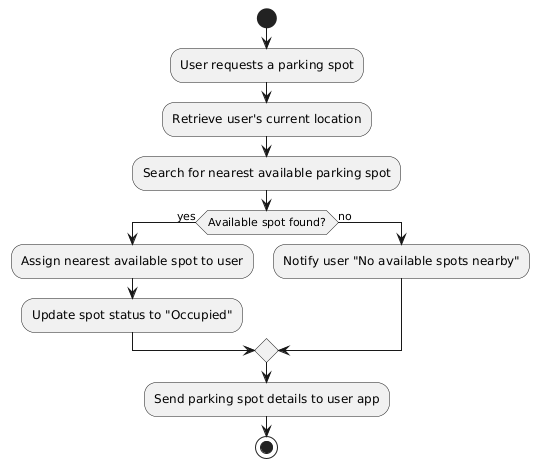 User requests a parking spot
Retrieve user's current location
Search for nearest available parking spot
yes
Available spot found?
no
Assign nearest available spot to user
Notify user "No available spots nearby"
Update spot status to "Occupied"
Send parking spot details to user app